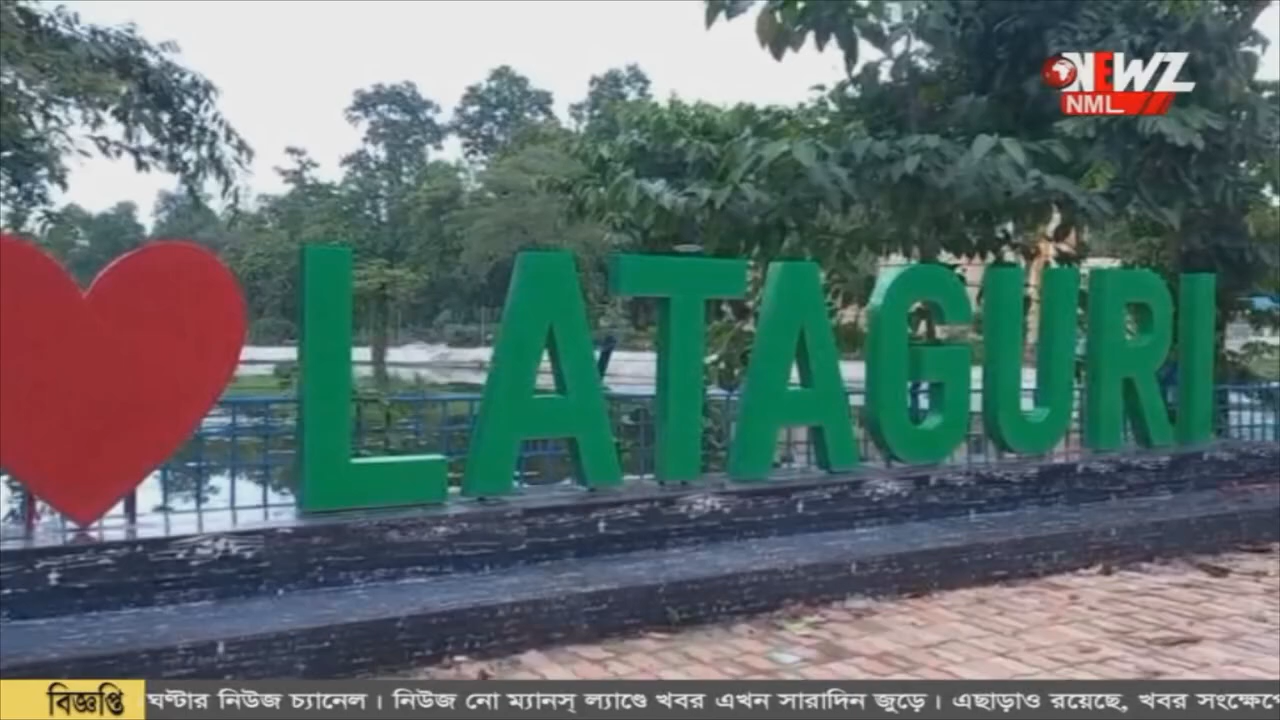 NEWZ
NML
LATAGURI
বিজ্ঞপ্তি
ঘণ্টার নিউজ চ্যানেল । নিউজ নো ম্যানস্ ল্যাণ্ডে খবর এখন সারাদিন জুড়ে । এছাড়াও রয়েছে, খবর সংক্ষেপে